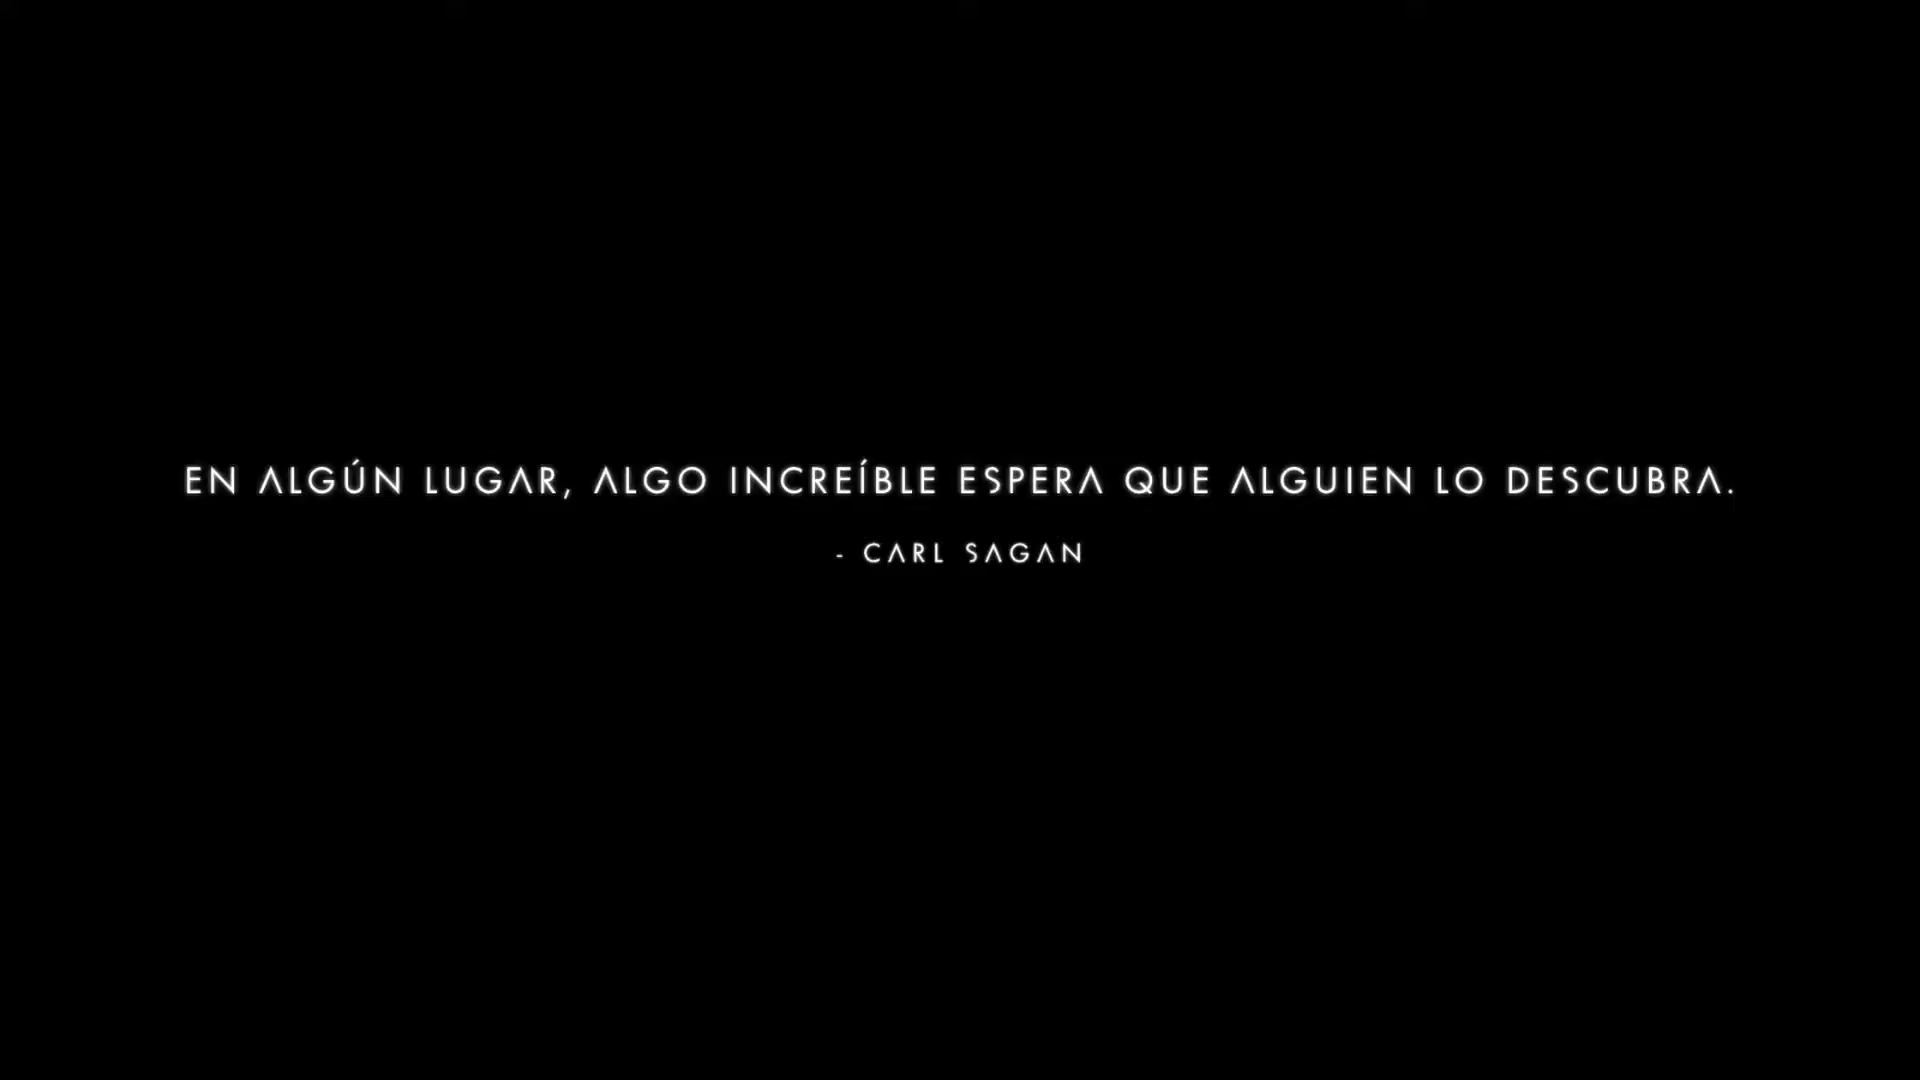 EN ALGÚN LUGAR, ALGO INCREÍBLE ESPERA QUE ALGUIEN LO DESCUBRA.
- CARL SAGAN